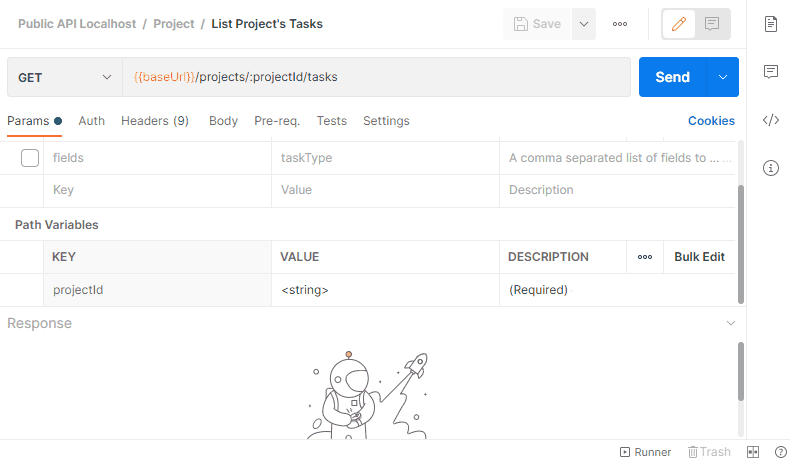 Public API Localhost / Project / List Project's Tasks
Save
GET {{baseUrl}}/projects/:projectId/tasks Send
Params Auth Headers (9) Body Pre-req. Tests Settings Cookies
fields taskType A comma separated list of fields to ... ...
Key Value Description
Path Variables
KEY VALUE DESCRIPTION Bulk Edit
projectId <string> (Required)
Response
Runner Trash